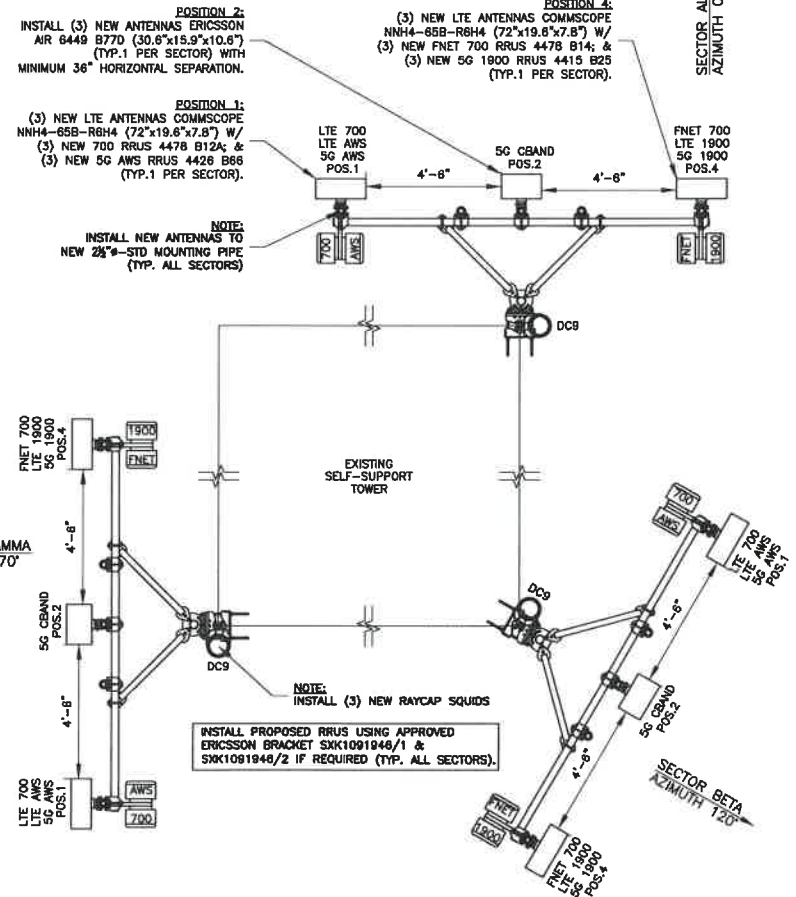 POSITION 2:
INSTALL (3) NEW ANTENNAS ERICSSON
AIR 6449 B77D (30.6"x15.9"x10.6")
(TYP.1 PER SECTOR) WITH
MINIMUM 36" HORIZONTAL SEPARATION.
POSITION 4:
(3) NEW LTE ANTENNAS COMMSCOPE
NNH4-65B-R6H4 (72"x19.6"x7.8") W/
(3) NEW FNET 700 RRUS 4478 B14; &
(3) NEW 5G 1900 RRUS 4415 B25
(TYP.1 PER SECTOR).
POSITION 1:
(3) NEW LTE ANTENNAS COMMSCOPE
NNH4-65B-R6H4 (72"x19.6"x7.8") W/
(3) NEW 700 RRUS 4478 B12A; &
(3) NEW 5G AWS RRUS 4426 B66
(TYP.1 PER SECTOR).
NOTE:
INSTALL NEW ANTENNAS TO
NEW 2½"ø-STD MOUNTING PIPE
(TYP. ALL SECTORS)
SECTOR
AZIMUTH
LTE 700
LTE AWS
5G AWS
POS.1
4'-6"
5G CBAND
POS.2
4'-6"
FNET 700
LTE 1900
5G 1900
POS.4
700
AWS
FNET
1900
DC9
EXISTING
SELF-SUPPORT
TOWER
FNET 700
LTE 1900
5G 1900
POS.4
1900
FNET
4'-6"
5G CBAND
POS.2
4'-6"
LTE 700
LTE AWS
5G AWS
POS.1
AWS
700
DC9
NOTE:
INSTALL (3) NEW RAYCAP SQUIDS
INSTALL PROPOSED RRUS USING APPROVED
ERICSSON BRACKET SXK1091946/1 &
SXK1091946/2 IF REQUIRED (TYP. ALL SECTORS).
DC9
700
AWS
LTE 700
LTE AWS
5G AWS
POS.1
4'-6"
5G CBAND
POS.2
4'-6"
FNET
1900
FNET 700
LTE 1900
5G 1900
POS.4
SECTOR BETA
AZIMUTH 120°